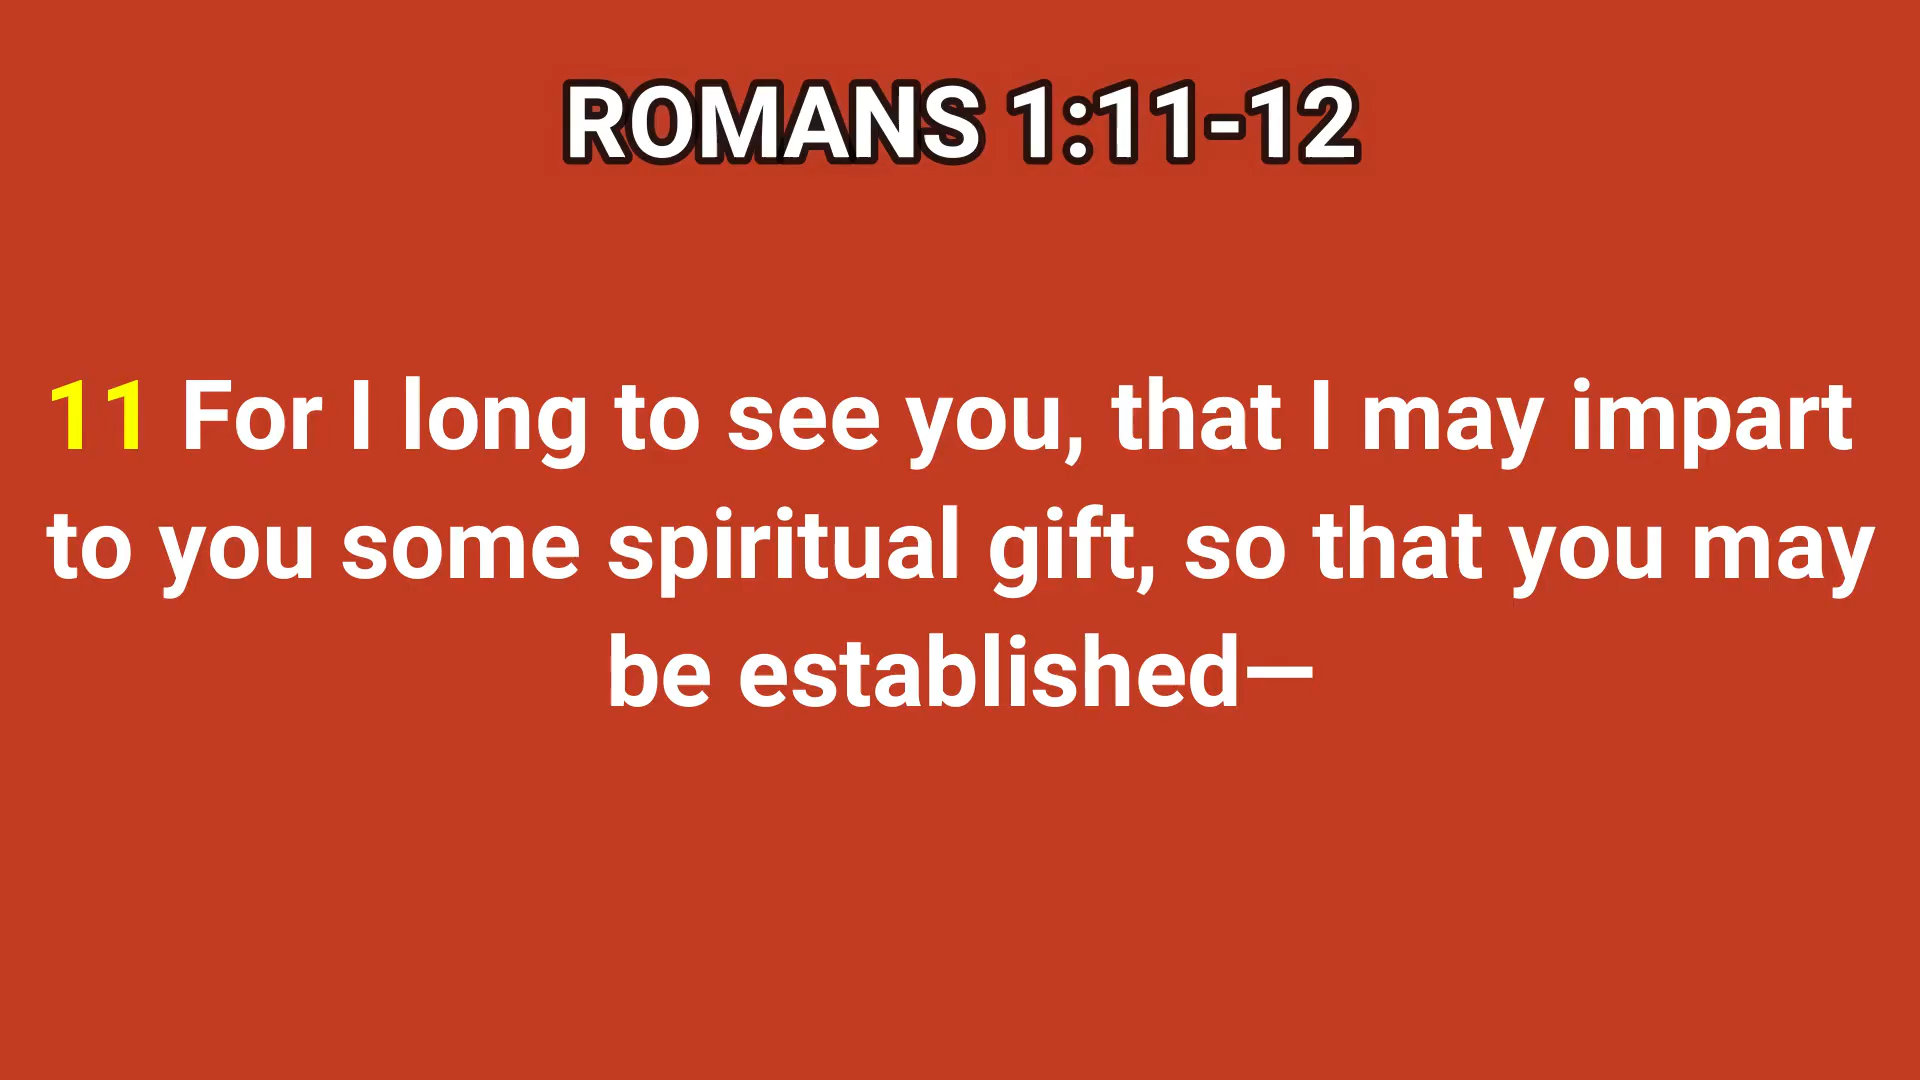 ROMANS 1:11-12
11 For I long to see you, that I may impart
to you some spiritual gift, so that you may
be established—